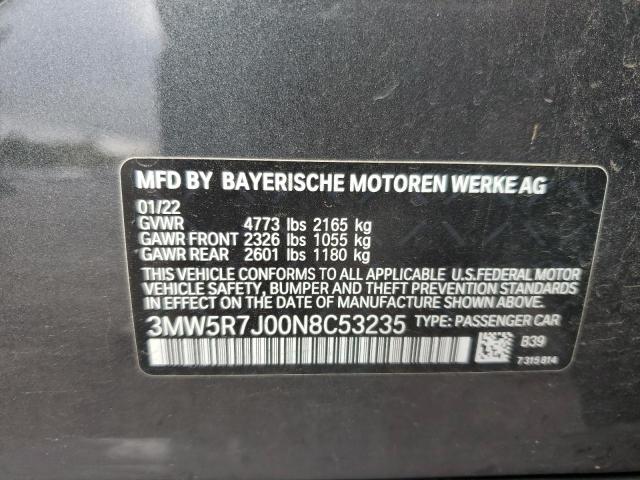 MFD BY BAYERISCHE MOTOREN WERKE AG
01/22
GVWR 4773 lbs 2165 kg
GAWR FRONT 2326 lbs 1055 kg
GAWR REAR 2601 lbs 1180 kg
THIS VEHICLE CONFORMS TO ALL APPLICABLE U.S.FEDERAL MOTOR
VEHICLE SAFETY, BUMPER AND THEFT PREVENTION STANDARDS
IN EFFECT ON THE DATE OF MANUFACTURE SHOWN ABOVE.
3MW5R7J00N8C53235 TYPE: PASSENGER CAR
B39
7315814